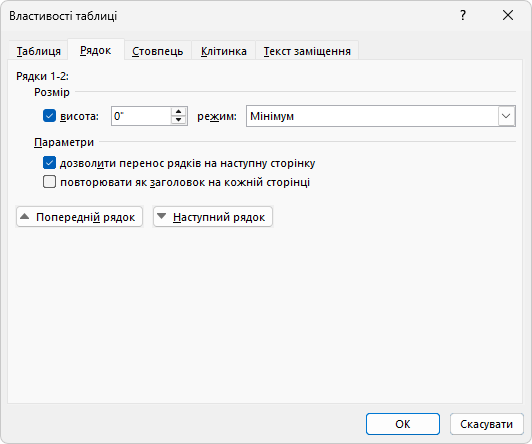 Властивості таблиці ?
Таблиця Рядок Стовпець Клітинка Текст заміщення
Рядки 1-2:
Розмір
висота: 0" режим: Мінімум
Параметри
дозволити перенос рядків на наступну сторінку
повторювати як заголовок на кожній сторінці
Попередній рядок Наступний рядок
ОК Скасувати